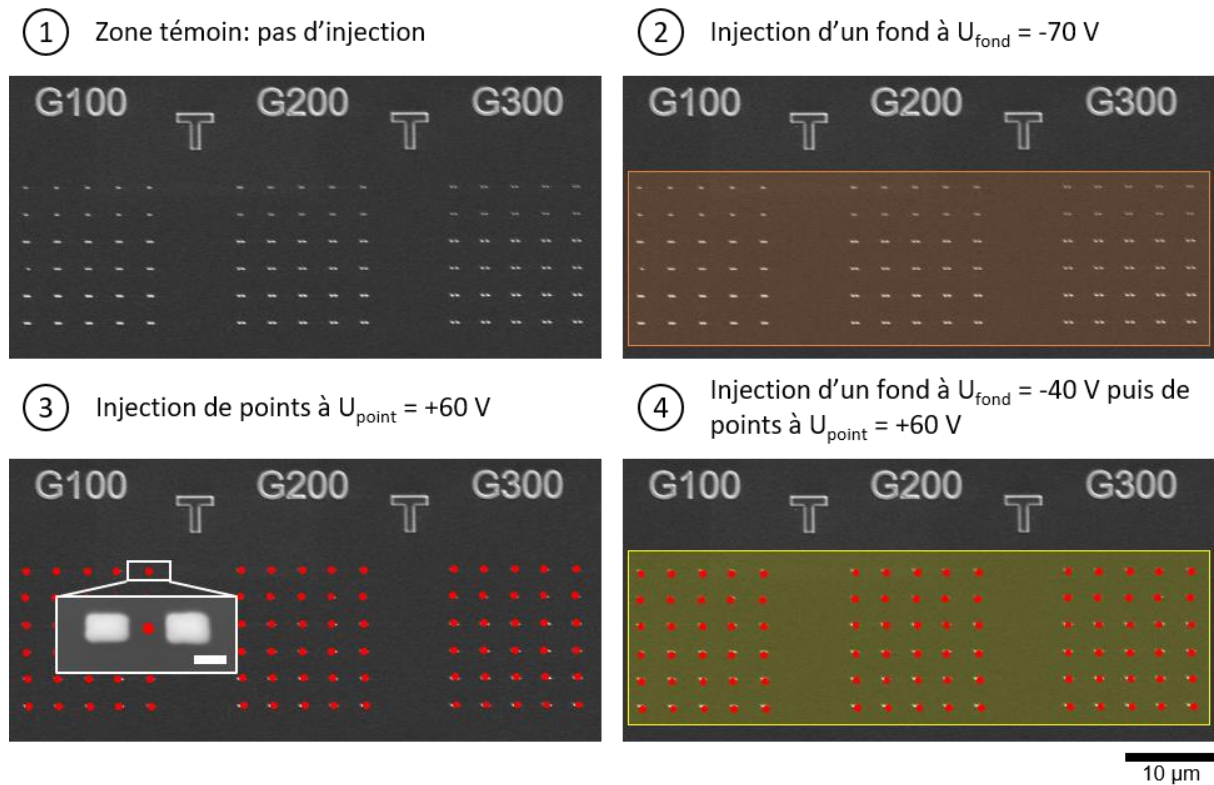 1 Zone témoin: pas d'injection
2 Injection d'un fond à Ufond = -70 V
G100 T G200 T G300
G100 T G200 T G300
3 Injection de points à Upoint = +60 V
4 Injection d'un fond à Ufond = -40 V puis de
points à Upoint = +60 V
G100 T G200 T G300
G100 T G200 T G300
10 µm